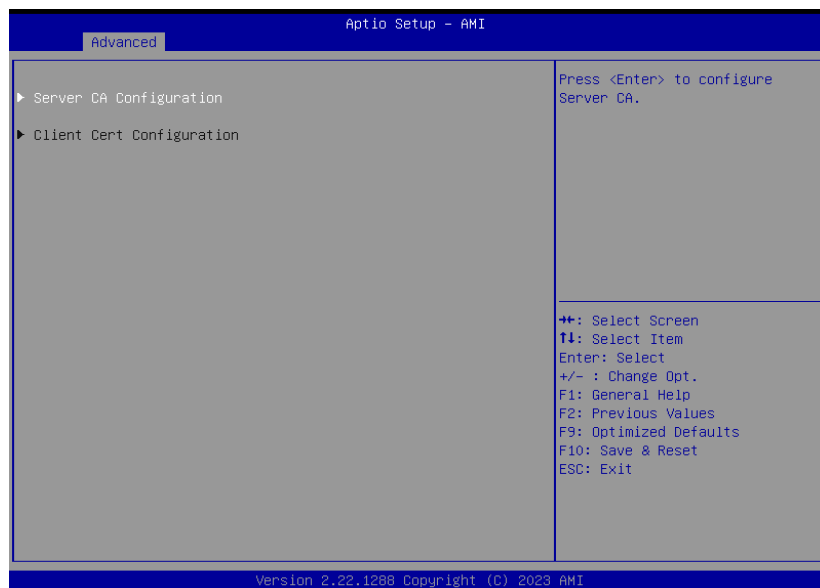 Aptio Setup - AMI
Advanced
Server CA Configuration
Client Cert Configuration
Press <Enter> to configure
Server CA.
→←: Select Screen
↑↓: Select Item
Enter: Select
+/- : Change Opt.
F1: General Help
F2: Previous Values
F9: Optimized Defaults
F10: Save & Reset
ESC: Exit
Version 2.22.1288 Copyright (C) 2023 AMI